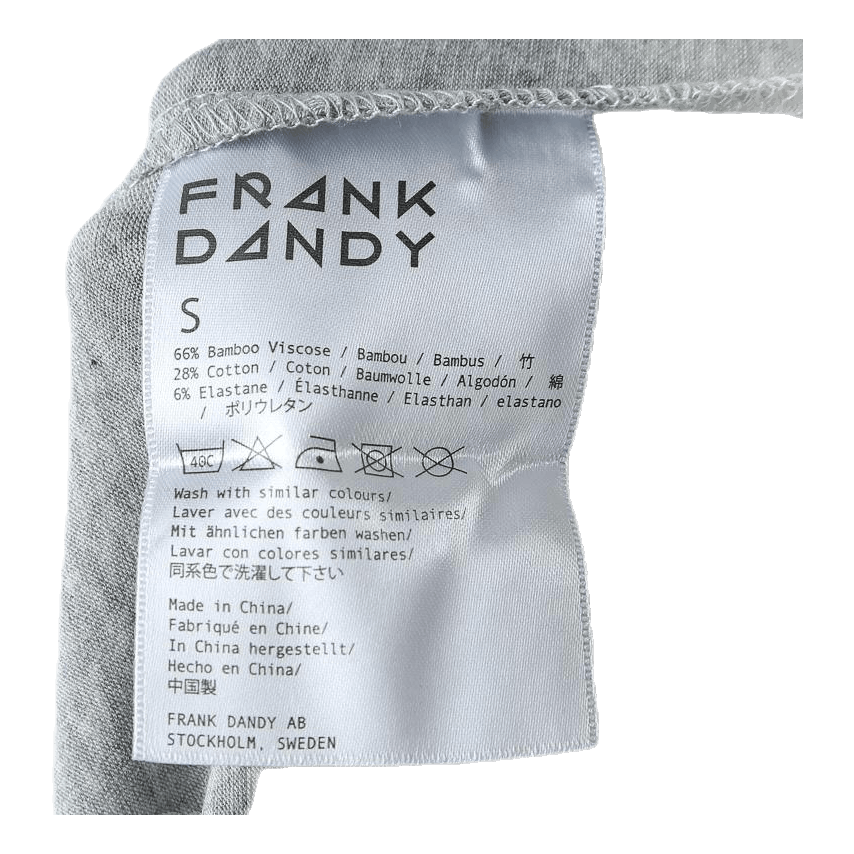 FRANK
DANDY
S
66% Bamboo Viscose / Bambou / Bambus / 竹
28% Cotton / Coton / Baumwolle / Algodón / 綿
6% Elastane / Élasthanne / Elasthan / elastano
/ ポリウレタン
40C
Wash with similar colours/
Laver avec des couleurs similaires/
Mit ähnlichen farben washen/
Lavar con colores similares/
同系色で洗濯して下さい
Made in China/
Fabriqué en Chine/
In China hergestellt/
Hecho en China/
中国製
FRANK DANDY AB
STOCKHOLM, SWEDEN